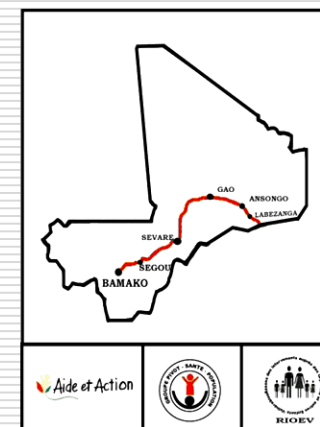 GAO
ANSONGO
LABEZANGA
SEVARE
SEGOU
BAMAKO
Aide et Action
GROUPE PIVOT - SANTE - POPULATION
RIOEV